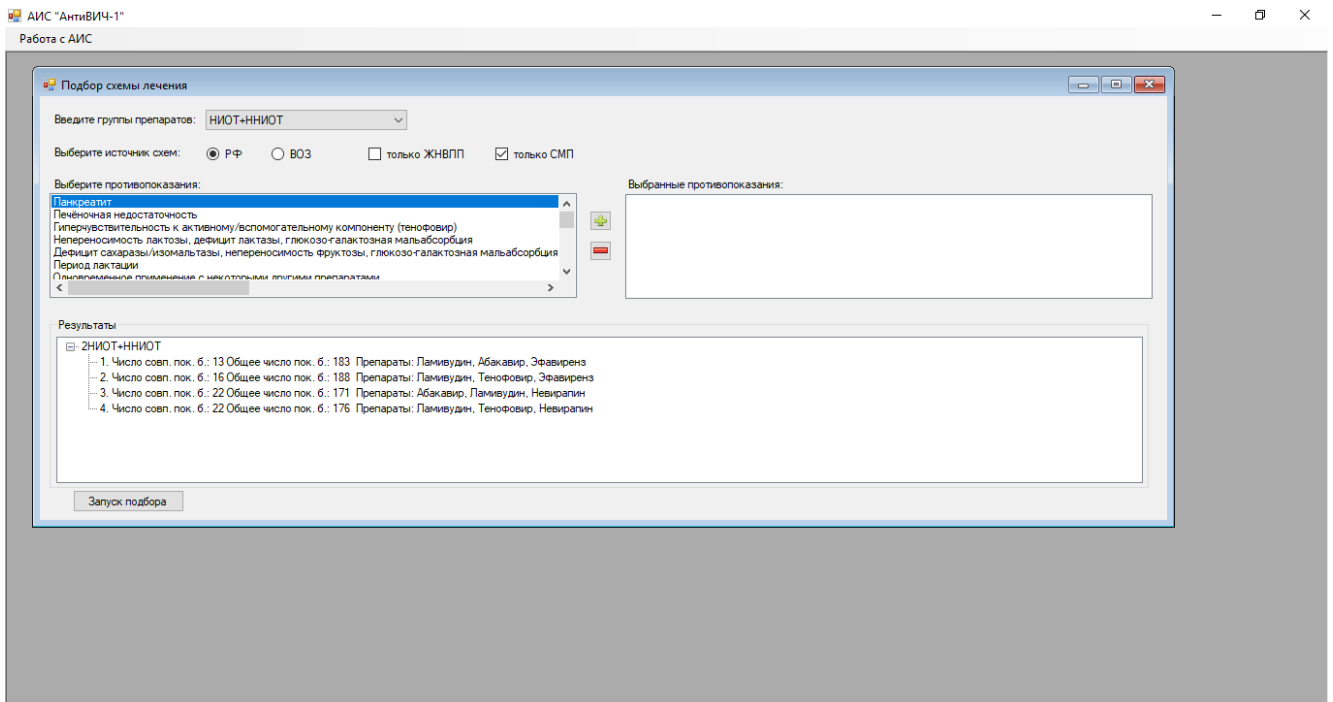 АИС "АнтиВИЧ-1"
Работа с АИС
Подбор схемы лечения
Введите группы препаратов: НИОТ+ННИОТ
Выберите источник схем: РФ ВОЗ только ЖНВЛП только СМП
Выберите противопоказания: Выбранные противопоказания:
Панкреатит
Печёночная недостаточность
Гиперчувствительность к активному/вспомогательному компоненту (тенофовир)
Непереносимость лактозы, дефицит лактазы, глюкозо-галактозная мальабсорбция
Дефицит сахаразы/изомальтазы, непереносимость фруктозы, глюкозо-галактозная мальабсорбция
Период лактации
Одновременное применение с некоторыми другими препаратами
Результаты
2НИОТ+ННИОТ
1. Число совп. пок. б.: 13 Общее число пок. б.: 183 Препараты: Ламивудин, Абакавир, Эфавиренз
2. Число совп. пок. б.: 16 Общее число пок. б.: 188 Препараты: Ламивудин, Тенофовир, Эфавиренз
3. Число совп. пок. б.: 22 Общее число пок. б.: 171 Препараты: Абакавир, Ламивудин, Невирапин
4. Число совп. пок. б.: 22 Общее число пок. б.: 176 Препараты: Ламивудин, Тенофовир, Невирапин
Запуск подбора